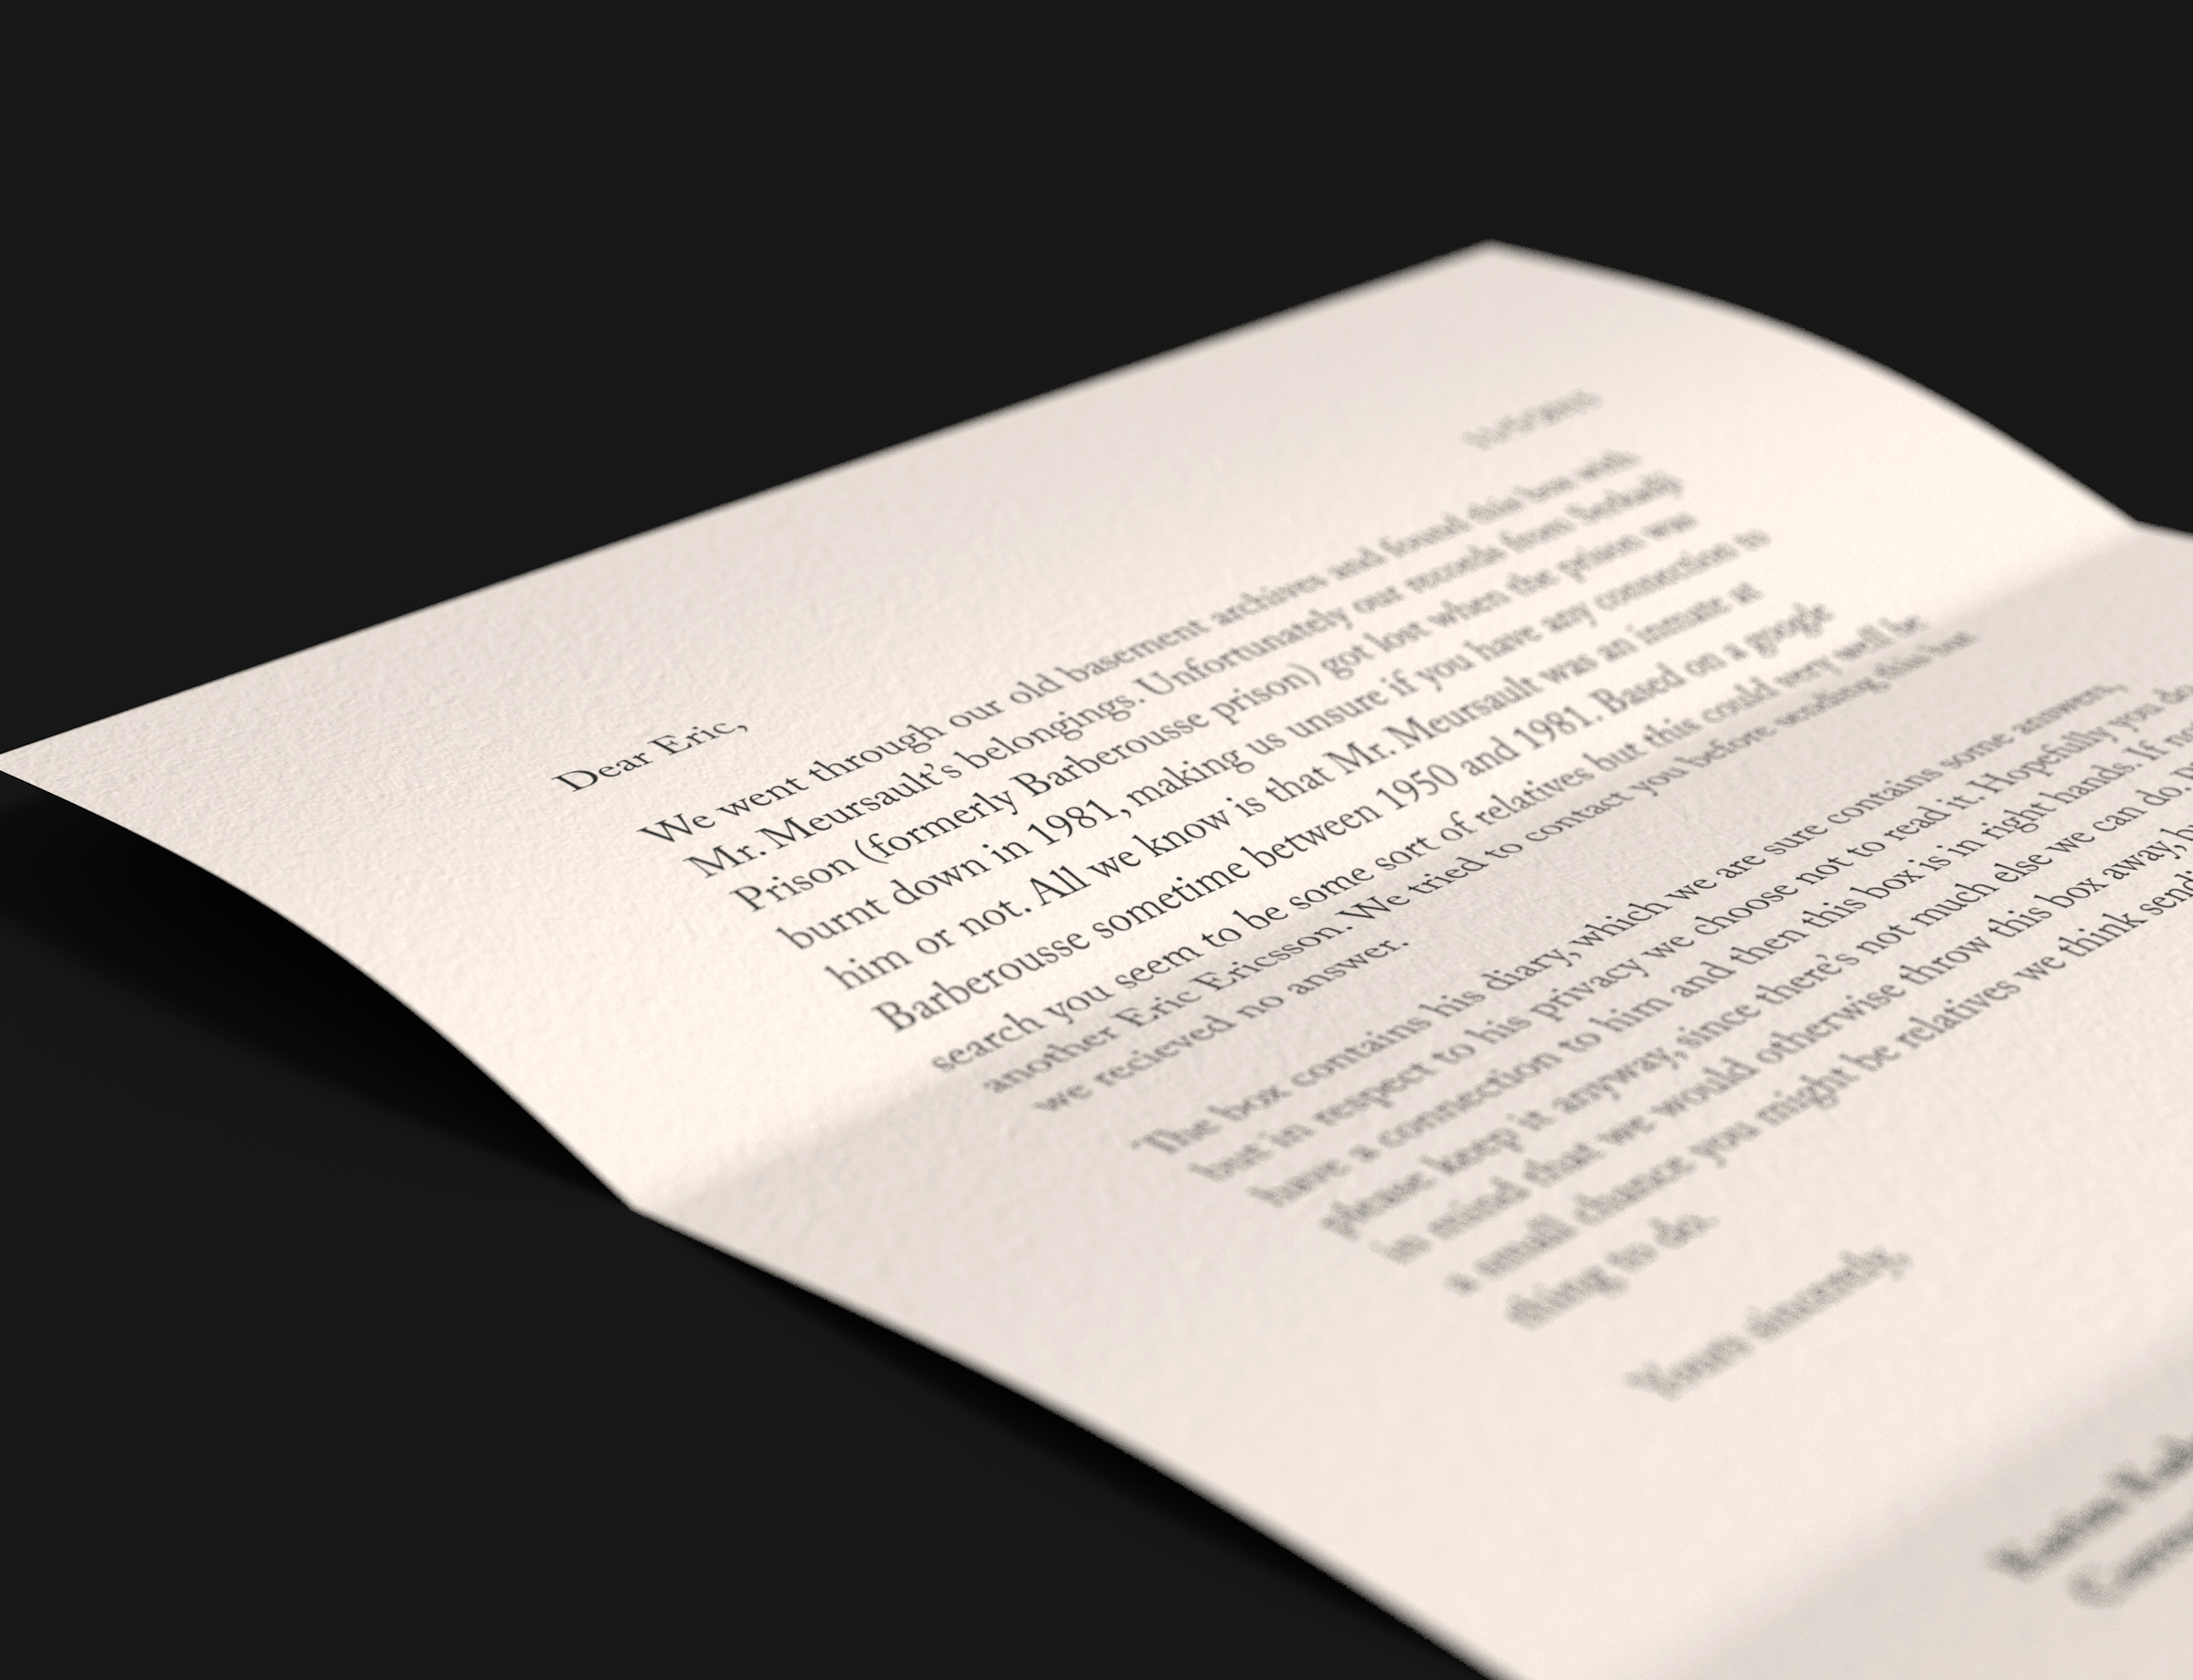 Dear Eric,
We went through our old basement archives and found this box with
Mr. Meursault's belongings. Unfortunately our records from Serkadji
Prison (formerly Barberousse prison) got lost when the prison was
burnt down in 1981, making us unsure if you have any connection to
him or not. All we know is that Mr. Meursault was an inmate at
Barberousse sometime between 1950 and 1981. Based on a google
search you seem to be some sort of relatives but this could very well be
another Eric Ericsson. We tried to contact you before sending this but
we recieved no answer.
The box contains his diary, which we are sure contains some answers,
but in respect to his privacy we choose not to read it. Hopefully you do
have a connection to him and then this box is in right hands. If not
please keep it anyway, since there's not much else we can do.
in mind that we would otherwise throw this box away,
a small chance you might be relatives we think
thing to do.
Yours sincerely,